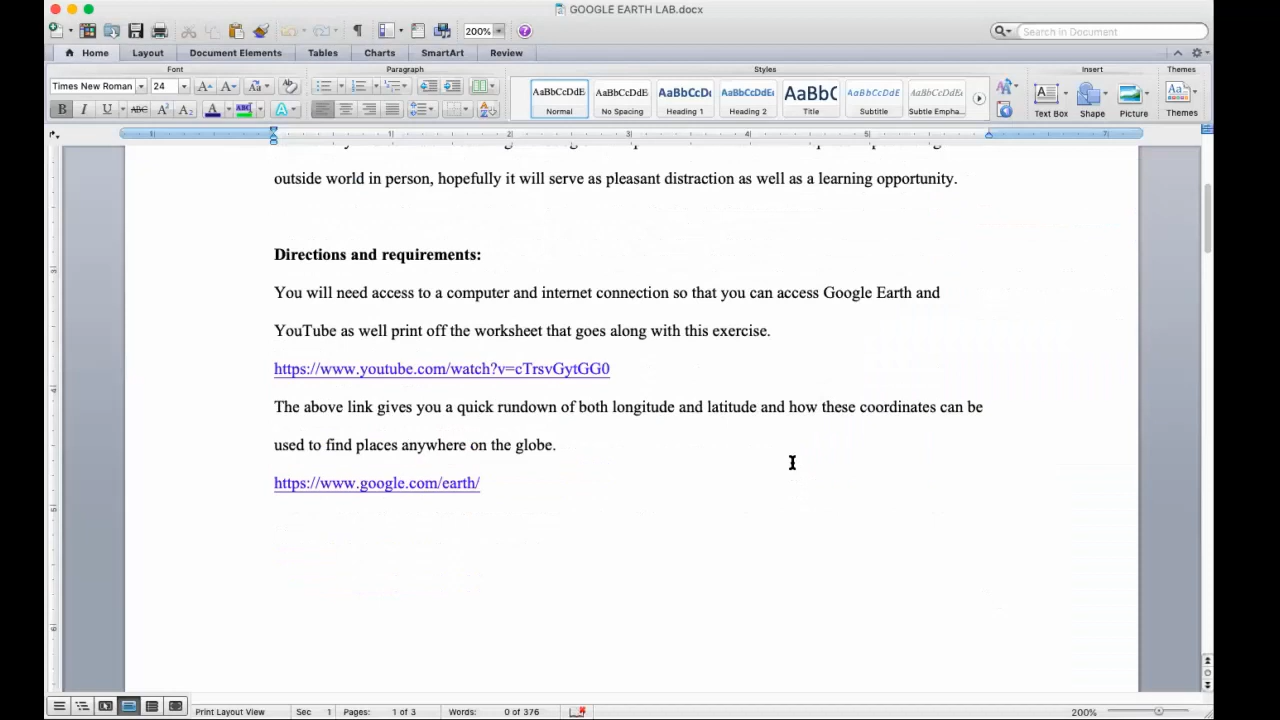 GOOGLE EARTH LAB.docx
200%
Search in Document
Home Layout Document Elements Tables Charts SmartArt Review
Font Paragraph Styles Insert Themes
Times New Roman 24
AaBbCcDdE AaBbCcDdE AaBbCcDc AaBbCcDdE AaBbC AaBbCcDdE AaBbCcDdE
Normal No Spacing Heading 1 Heading 2 Title Subtitle Subtle Empha...
Text Box Shape Picture Themes
outside world in person, hopefully it will serve as pleasant distraction as well as a learning opportunity.
Directions and requirements:
You will need access to a computer and internet connection so that you can access Google Earth and
YouTube as well print off the worksheet that goes along with this exercise.
https://www.youtube.com/watch?v=cTrsvGytGG0
The above link gives you a quick rundown of both longitude and latitude and how these coordinates can be
used to find places anywhere on the globe.
https://www.google.com/earth/
Print Layout View Sec 1 Pages: 1 of 3 Words: 0 of 376 200%